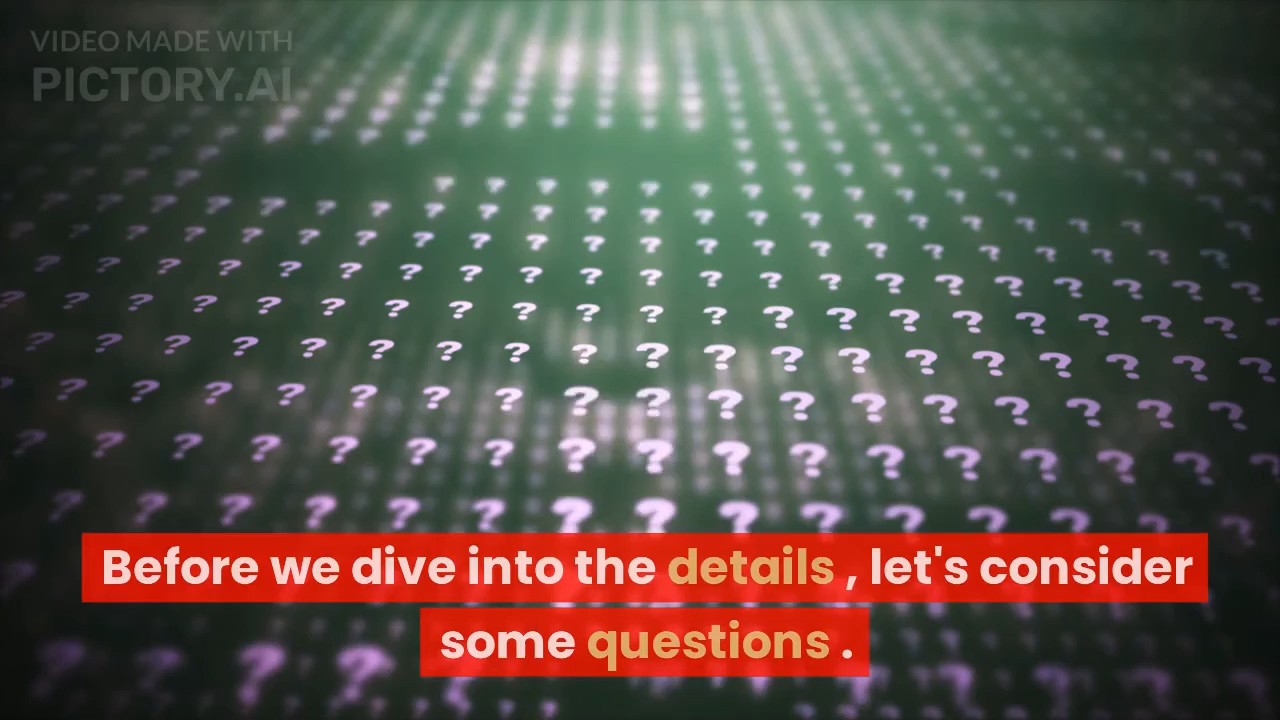 VIDEO MADE WITH
PICTORY.AI
Before we dive into the details , let's consider
some questions .